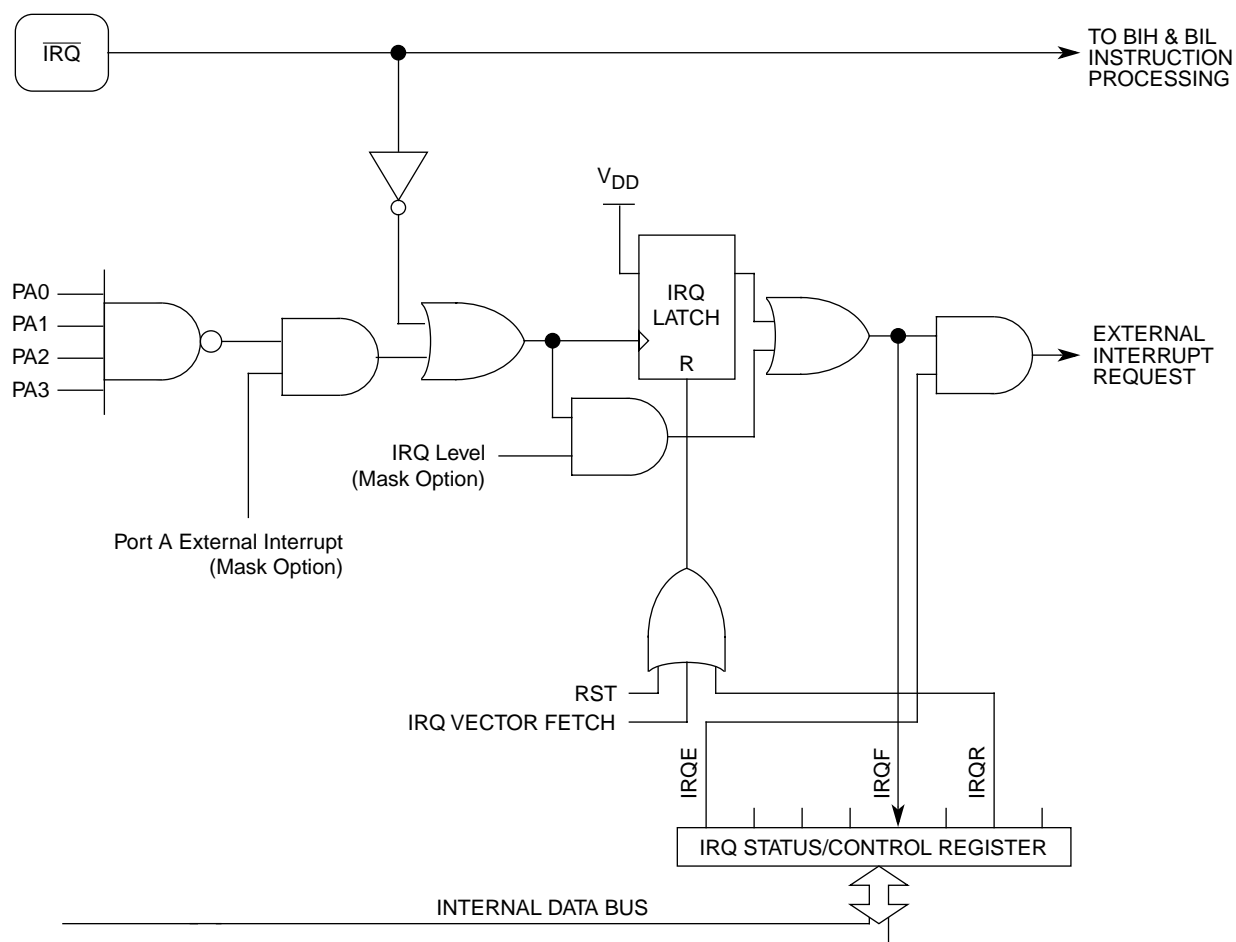 IRQ
TO BIH & BIL
INSTRUCTION
PROCESSING
VDD
PA0
PA1
PA2
PA3
IRQ
LATCH
R
EXTERNAL
INTERRUPT
REQUEST
IRQ Level
(Mask Option)
Port A External Interrupt
(Mask Option)
RST
IRQ VECTOR FETCH
IRQE
IRQF
IRQR
IRQ STATUS/CONTROL REGISTER
INTERNAL DATA BUS